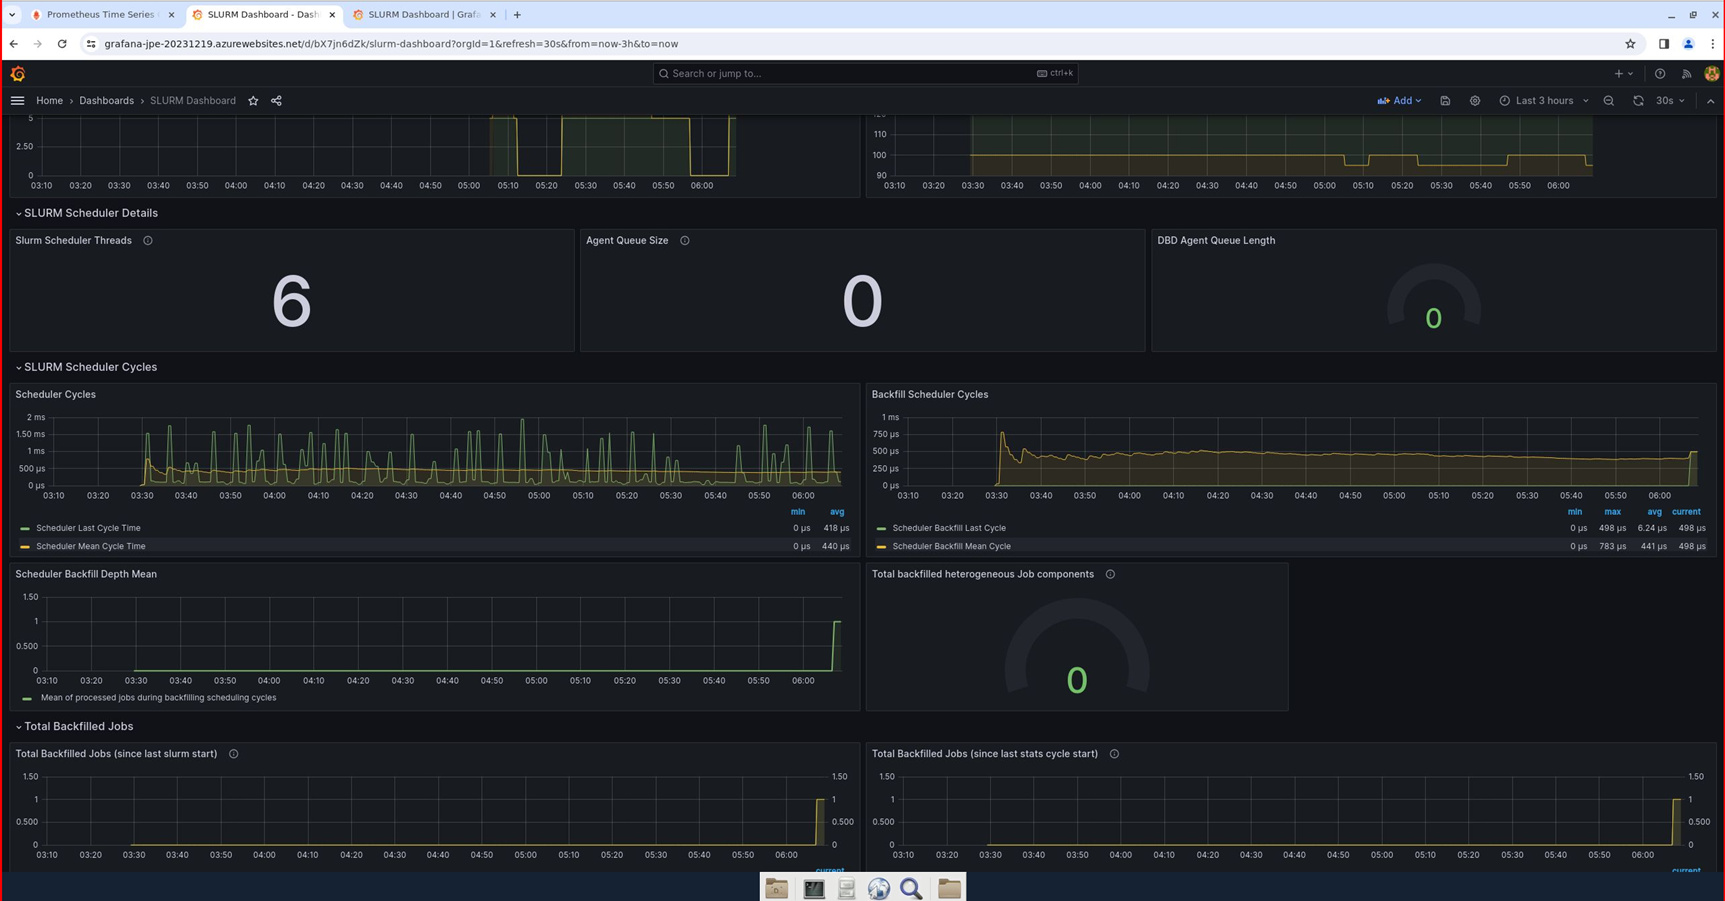 Prometheus Time Series
SLURM Dashboard - Dash
SLURM Dashboard | Grafa
grafana-jpe-20231219.azurewebsites.net/d/bX7jn6dZk/slurm-dashboard?orgId=1&refresh=30s&from=now-3h&to=now
Search or jump to... ctrl+k
Home › Dashboards › SLURM Dashboard Add Last 3 hours 30s
5
2.50
0
03:10 03:20 03:30 03:40 03:50 04:00 04:10 04:20 04:30 04:40 04:50 05:00 05:10 05:20 05:30 05:40 05:50 06:00
120
110
100
90
03:10 03:20 03:30 03:40 03:50 04:00 04:10 04:20 04:30 04:40 04:50 05:00 05:10 05:20 05:30 05:40 05:50 06:00
SLURM Scheduler Details
Slurm Scheduler Threads
6
Agent Queue Size
0
DBD Agent Queue Length
0
SLURM Scheduler Cycles
Scheduler Cycles
2 ms
1.50 ms
1 ms
500 µs
0 µs
03:10 03:20 03:30 03:40 03:50 04:00 04:10 04:20 04:30 04:40 04:50 05:00 05:10 05:20 05:30 05:40 05:50 06:00
min avg
Scheduler Last Cycle Time 0 µs 418 µs
Scheduler Mean Cycle Time 0 µs 440 µs
Backfill Scheduler Cycles
1 ms
750 µs
500 µs
250 µs
0 µs
03:10 03:20 03:30 03:40 03:50 04:00 04:10 04:20 04:30 04:40 04:50 05:00 05:10 05:20 05:30 05:40 05:50 06:00
min max avg current
Scheduler Backfill Last Cycle 0 µs 498 µs 6.24 µs 498 µs
Scheduler Backfill Mean Cycle 0 µs 783 µs 441 µs 498 µs
Scheduler Backfill Depth Mean
1.50
1
0.500
0
03:10 03:20 03:30 03:40 03:50 04:00 04:10 04:20 04:30 04:40 04:50 05:00 05:10 05:20 05:30 05:40 05:50 06:00
Mean of processed jobs during backfilling scheduling cycles
Total backfilled heterogeneous Job components
0
Total Backfilled Jobs
Total Backfilled Jobs (since last slurm start)
1.50 1.50
1 1
0.500 0.500
0 0
03:10 03:20 03:30 03:40 03:50 04:00 04:10 04:20 04:30 04:40 04:50 05:00 05:10 05:20 05:30 05:40 05:50 06:00
current
Total Backfilled Jobs (since last stats cycle start)
1.50 1.50
1 1
0.500 0.500
0 0
03:10 03:20 03:30 03:40 03:50 04:00 04:10 04:20 04:30 04:40 04:50 05:00 05:10 05:20 05:30 05:40 05:50 06:00
current